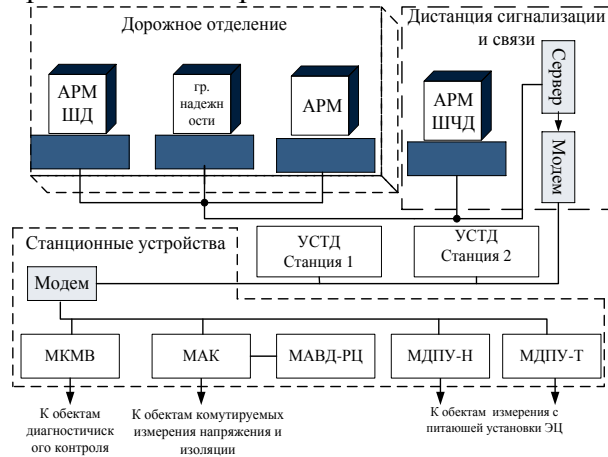 Дорожное отделение
Дистанция сигнализации
и связи
АРМ
ШД
гр.
надежн
ости
АРМ
АРМ
ШЧД
Сервер
Модем
Станционные устройства
Модем
УСТД
Станция 1
УСТД
Станция 2
МКМВ
МАК
МАВД-РЦ
МДПУ-Н
МДПУ-Т
К обектам
диагностическ
ого контроля
К обектам комутируемых
измерения напряжения и
изоляции
К обектам измерения с
питаюшей установки ЭЦ